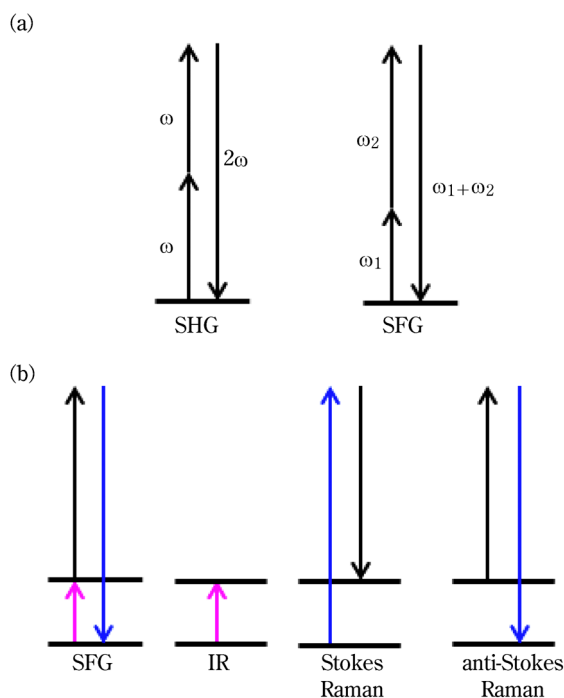 (a)
ω
ω
2ω
SHG
ω2
ω1
ω1+ω2
SFG
(b)
SFG
IR
Stokes
Raman
anti-Stokes
Raman